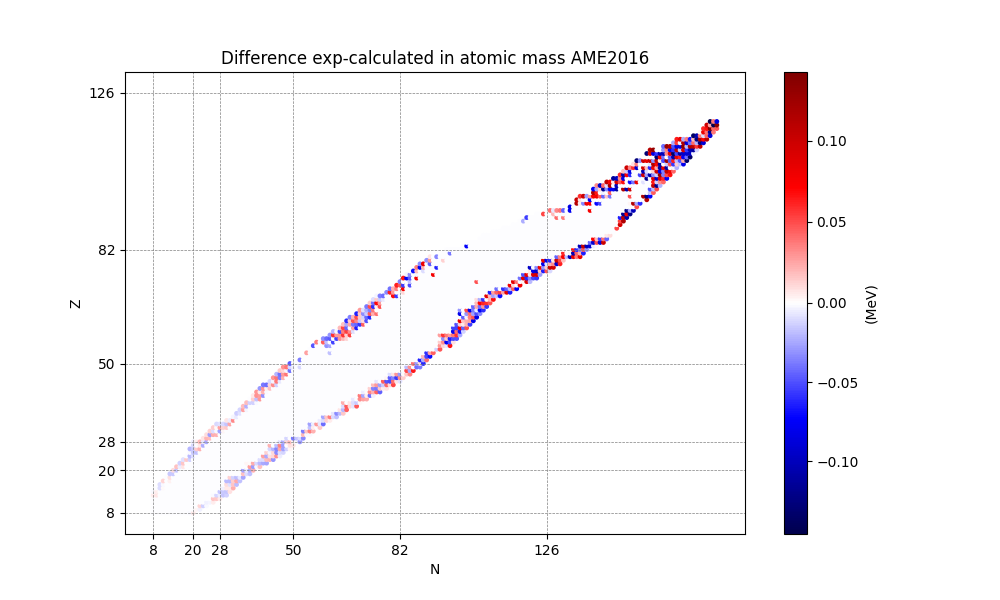 Difference exp-calculated in atomic mass AME2016
126
82
50
28
20
8
Z
8 20 28 50 82 126
N
0.10
0.05
0.00
−0.05
−0.10
(MeV)